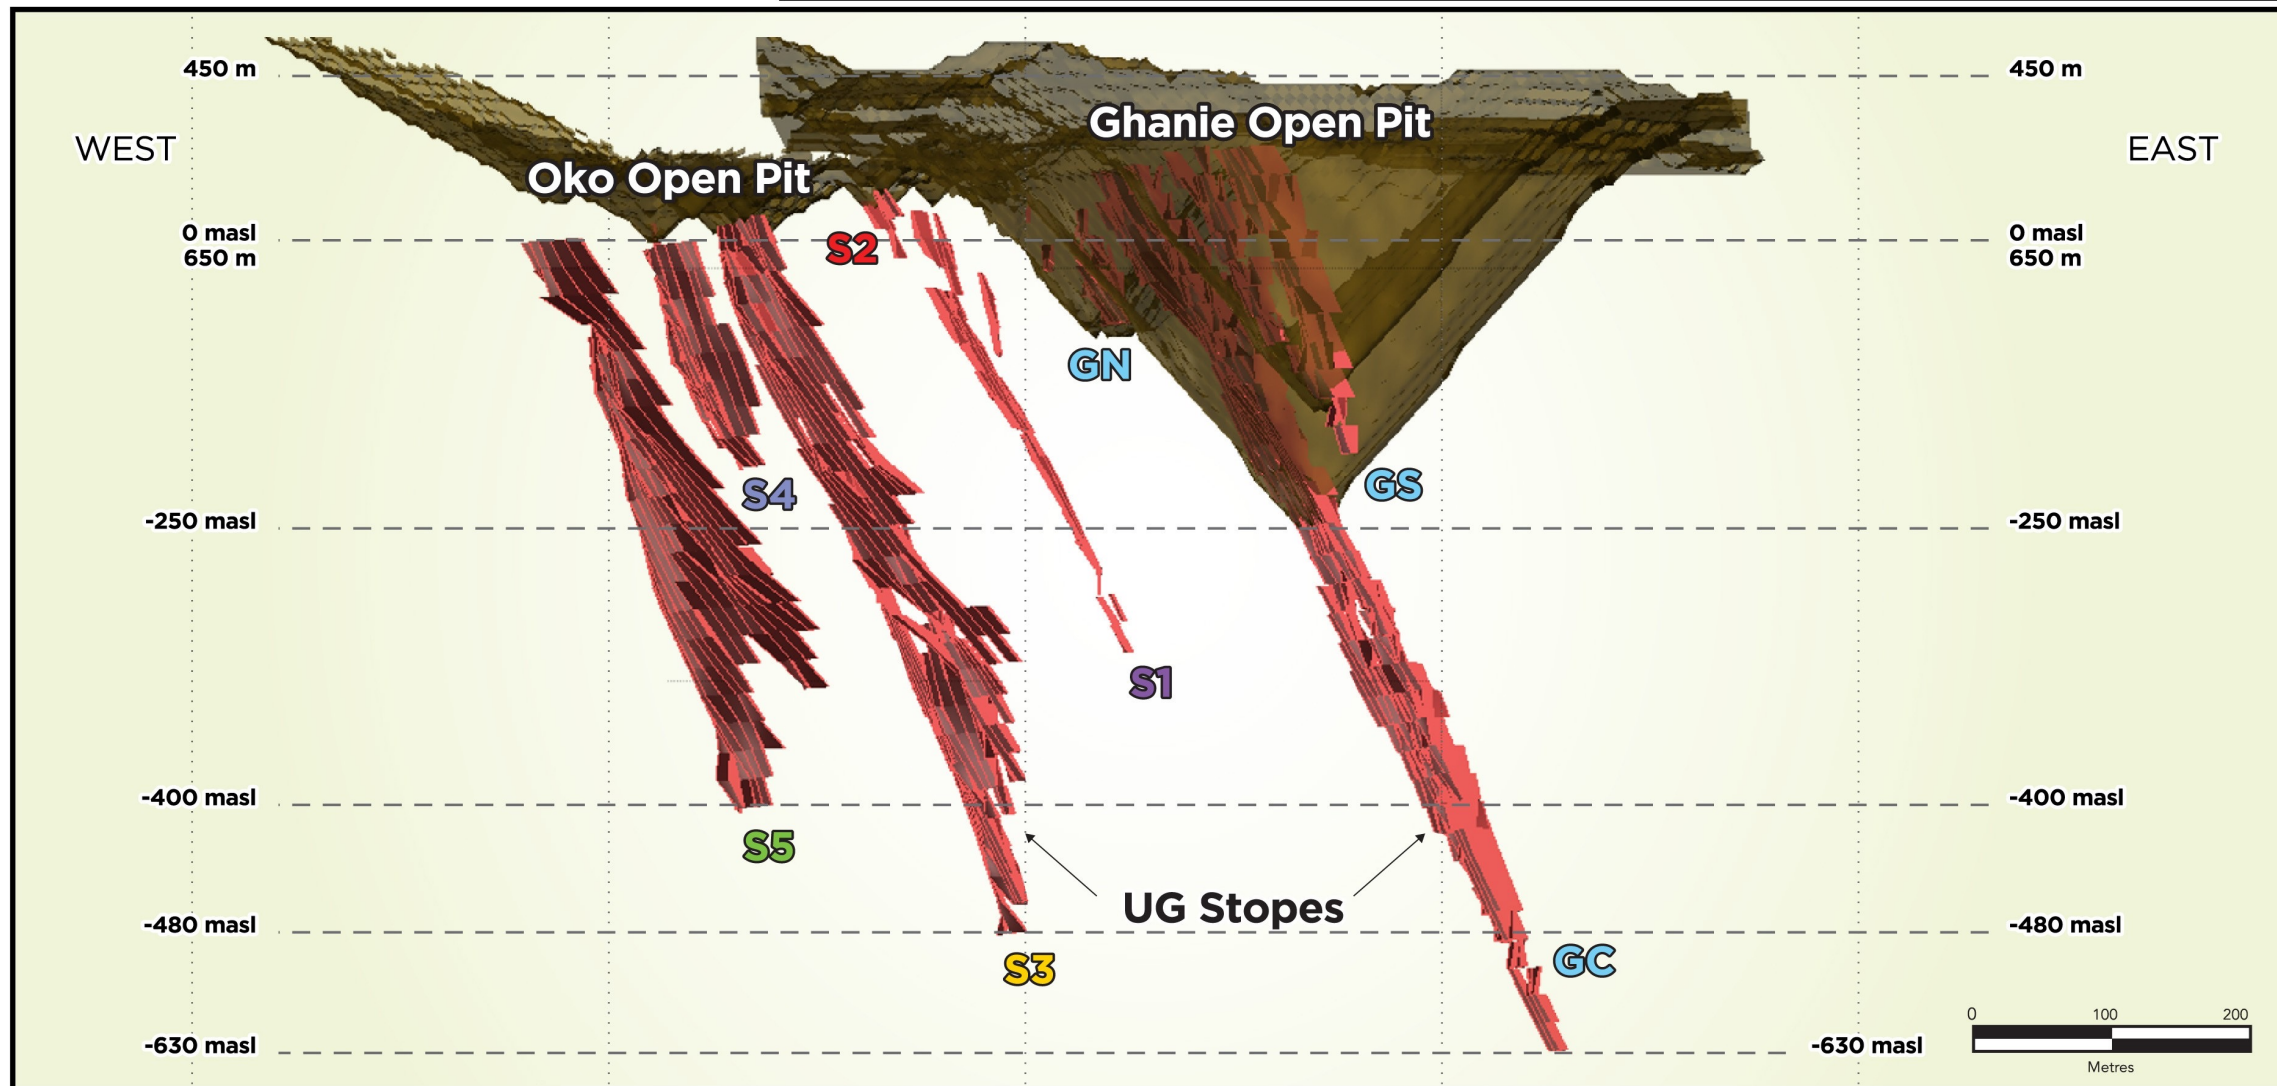 450 m
450 m
Ghanie Open Pit
WEST
EAST
Oko Open Pit
0 masl
650 m
S2
0 masl
650 m
GN
S4
GS
-250 masl
-250 masl
S1
-400 masl
-400 masl
S5
UG Stopes
-480 masl
-480 masl
S3
GC
0 100 200
Metres
-630 masl
-630 masl